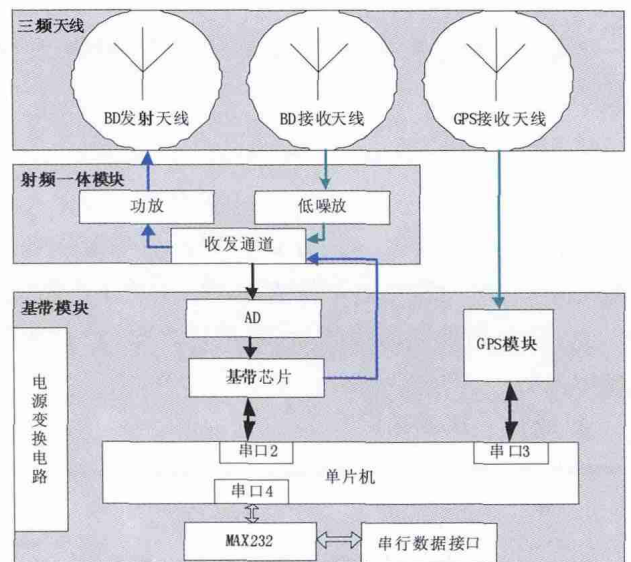 三频天线
BD发射天线
BD接收天线
GPS接收天线
射频一体模块
功放
低噪放
收发通道
基带模块
AD
GPS模块
基带芯片
电源变换电路
串口2
串口3
单片机
串口4
MAX232
串行数据接口